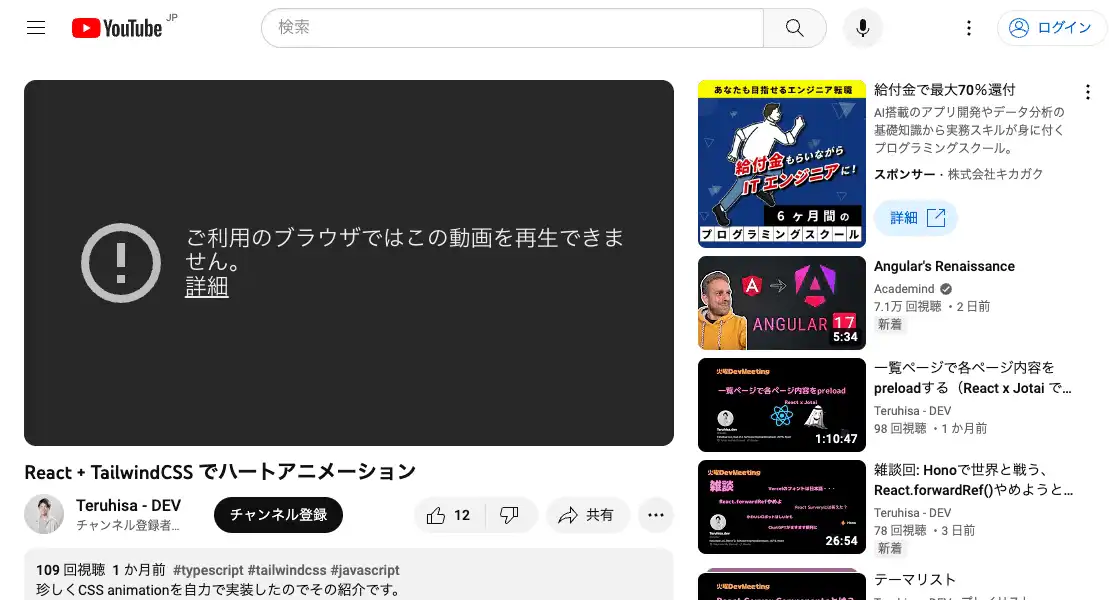 YouTube JP
検索
ログイン
ご利用のブラウザではこの動画を再生できま
せん。
詳細
React + TailwindCSS でハートアニメーション
Teruhisa - DEV
チャンネル登録者...
チャンネル登録
12
共有
109 回視聴 1 か月前 #typescript #tailwindcss #javascript
珍しくCSS animationを自力で実装したのでその紹介です。
あなたも目指せるエンジニア転職
給付金もらいながら
ITエンジニアに!
6ヶ月間の
プログラミングスクール
給付金で最大70%還付
AI搭載のアプリ開発やデータ分析の
基礎知識から実務スキルが身に付く
プログラミングスクール。
スポンサー・株式会社キカガク
詳細
ANGULAR 17
5:34
Angular's Renaissance
Academind
7.1万 回視聴 ・2 日前
新着
火曜DevMeeting
一覧ページで各ページ内容をpreload
React x Jotai
Teruhisa.dev
1:10:47
一覧ページで各ページ内容を
preloadする（React x Jotai で...
Teruhisa - DEV
98 回視聴 ・1 か月前
火曜DevMeeting
雑談
Vercelのフォントは日本語・・・
React.forwardRefやめよ
26:54
雑談回: Honoで世界と戦う、
React.forwardRef()やめようと...
Teruhisa - DEV
78 回視聴 ・3 日前
新着
火曜DevMeeting
テーマリスト